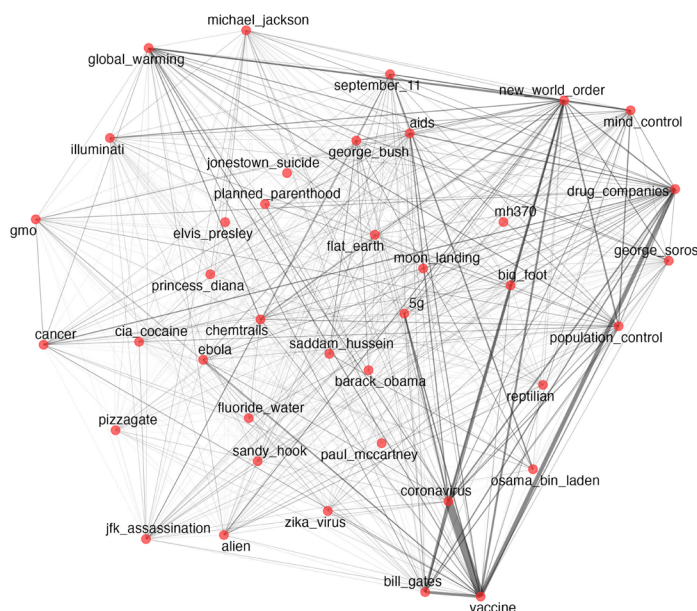 michael_jackson
global_warming
september_11
new_world_order
mind_control
aids
illuminati
george_bush
jonestown_suicide
planned_parenthood
drug_companies
mh370
gmo
elvis_presley
flat_earth
moon_landing
george_soros
princess_diana
big_foot
5g
cancer
cia_cocaine
chemtrails
population_control
ebola
saddam_hussein
barack_obama
reptilian
fluoride_water
pizzagate
sandy_hook
paul_mccartney
osama_bin_laden
coronavirus
jfk_assassination
zika_virus
alien
bill_gates
vaccine